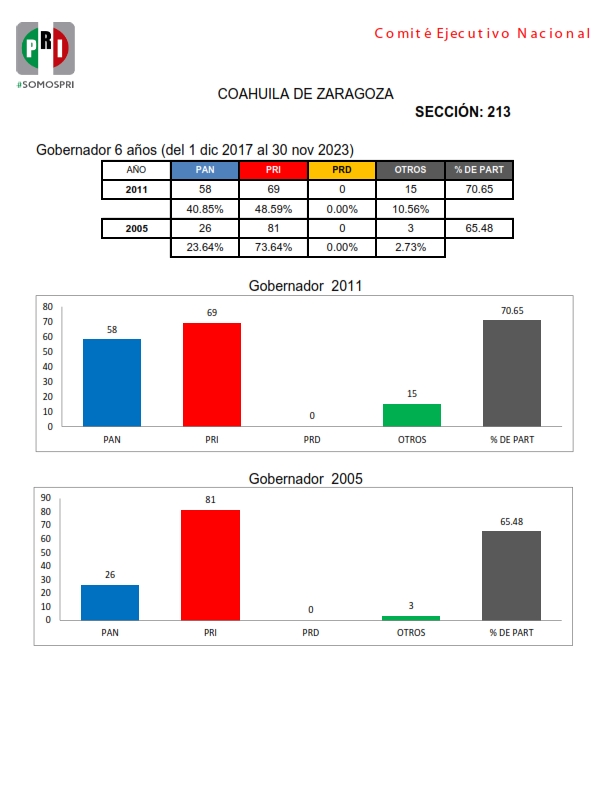 PRI
#SOMOSPRI
Comité Ejecutivo Nacional
COAHUILA DE ZARAGOZA
SECCIÓN: 213
Gobernador 6 años (del 1 dic 2017 al 30 nov 2023)
AÑO PAN PRI PRD OTROS % DE PART
2011 58 69 0 15 70.65
40.85% 48.59% 0.00% 10.56%
2005 26 81 0 3 65.48
23.64% 73.64% 0.00% 2.73%
Gobernador 2011
80
70
60
50
40
30
20
10
0
58 69 0 15 70.65
PAN PRI PRD OTROS % DE PART
Gobernador 2005
90
80
70
60
50
40
30
20
10
0
26 81 0 3 65.48
PAN PRI PRD OTROS % DE PART